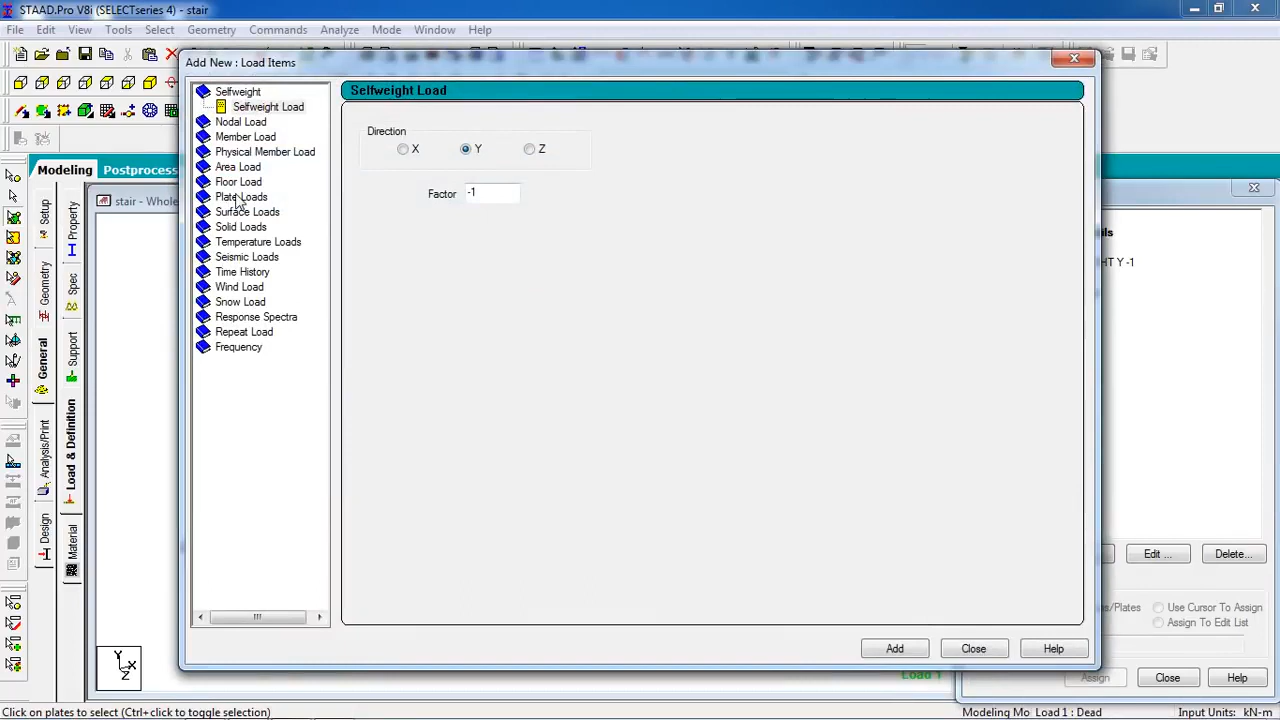 STAAD.Pro V8i (SELECTseries 4) - stair
File Edit View Tools Select Geometry Commands Analyze Mode Window Help
Add New : Load Items
Selfweight
Selfweight Load
Nodal Load
Member Load
Physical Member Load
Area Load
Floor Load
Plate Loads
Surface Loads
Solid Loads
Temperature Loads
Seismic Loads
Time History
Wind Load
Snow Load
Response Spectra
Repeat Load
Frequency
Selfweight Load
Direction
X Y Z
Factor -1
Add Close Help
Modeling Postprocess
stair - Whole
Setup
Geometry
General
Analysis/Print
Design
Property
Spec
Support
Load & Definition
Material
HT Y -1
Edit ... Delete...
ns/Plates Use Cursor To Assign
Assign To Edit List
Assign Close Help
Y
X
Z
Load 1
Click on plates to select (Ctrl+click to toggle selection) Modeling Mo Load 1 : Dead Input Units: kN-m